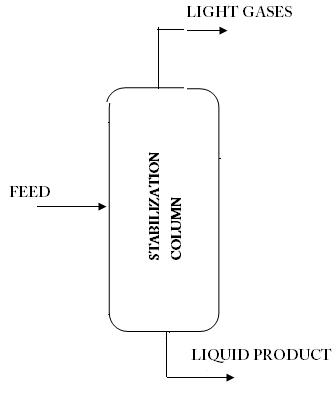 LIGHT GASES
FEED
STABILIZATION
COLUMN
LIQUID PRODUCT